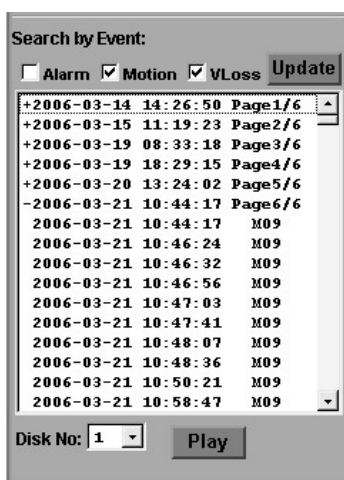 Search by Event:
Alarm Motion VLoss Update
+2006-03-14 14:26:50 Page1/6
+2006-03-15 11:19:23 Page2/6
+2006-03-19 08:33:18 Page3/6
+2006-03-19 18:29:15 Page4/6
+2006-03-20 13:24:02 Page5/6
-2006-03-21 10:44:17 Page6/6
2006-03-21 10:44:17 M09
2006-03-21 10:46:24 M09
2006-03-21 10:46:32 M09
2006-03-21 10:46:56 M09
2006-03-21 10:47:03 M09
2006-03-21 10:47:41 M09
2006-03-21 10:48:07 M09
2006-03-21 10:48:36 M09
2006-03-21 10:50:21 M09
2006-03-21 10:58:47 M09
Disk No: 1 Play